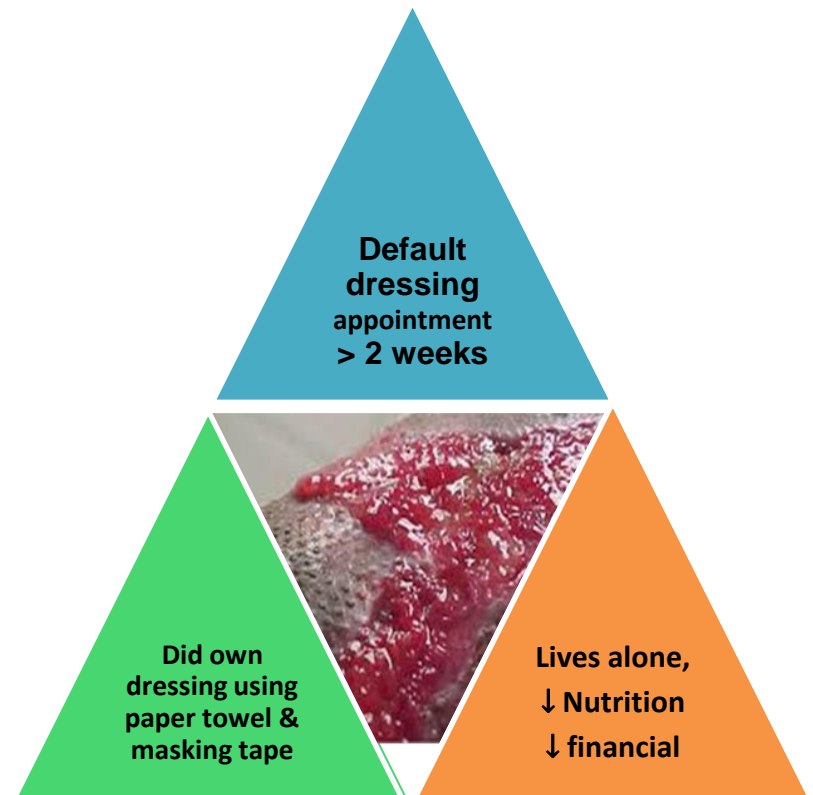 Default
dressing
appointment
> 2 weeks
Did own
dressing using
paper towel &
masking tape
Lives alone,
↓ Nutrition
↓ financial